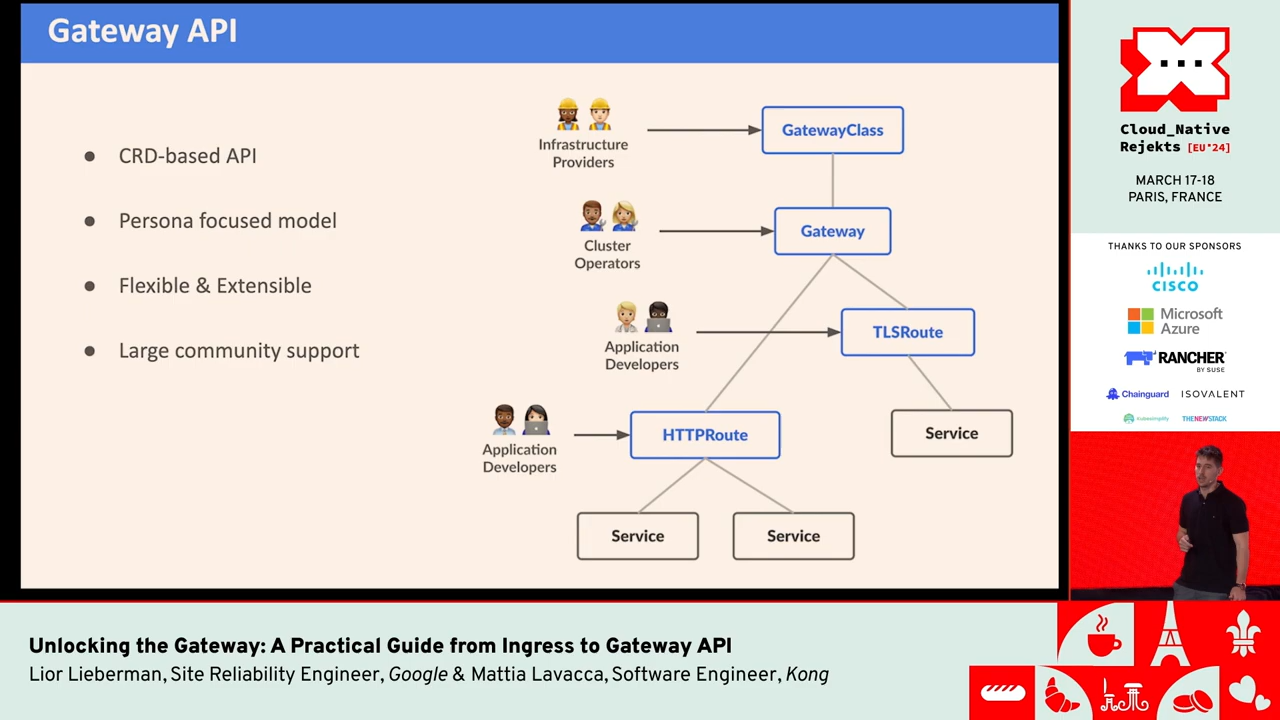 Gateway API
● CRD-based API
● Persona focused model
● Flexible & Extensible
● Large community support
Infrastructure
Providers
GatewayClass
Cluster
Operators
Gateway
Application
Developers
TLSRoute
Application
Developers
HTTPRoute
Service
Service
Service
Cloud_Native
Rejekts [EU*24]
MARCH 17-18
PARIS, FRANCE
THANKS TO OUR SPONSORS
CISCO
Microsoft
Azure
RANCHER
BY SUSE
Chainguard
ISOVALENT
kubesimplify
THENEWSTACK
Unlocking the Gateway: A Practical Guide from Ingress to Gateway API
Lior Lieberman, Site Reliability Engineer, Google & Mattia Lavacca, Software Engineer, Kong